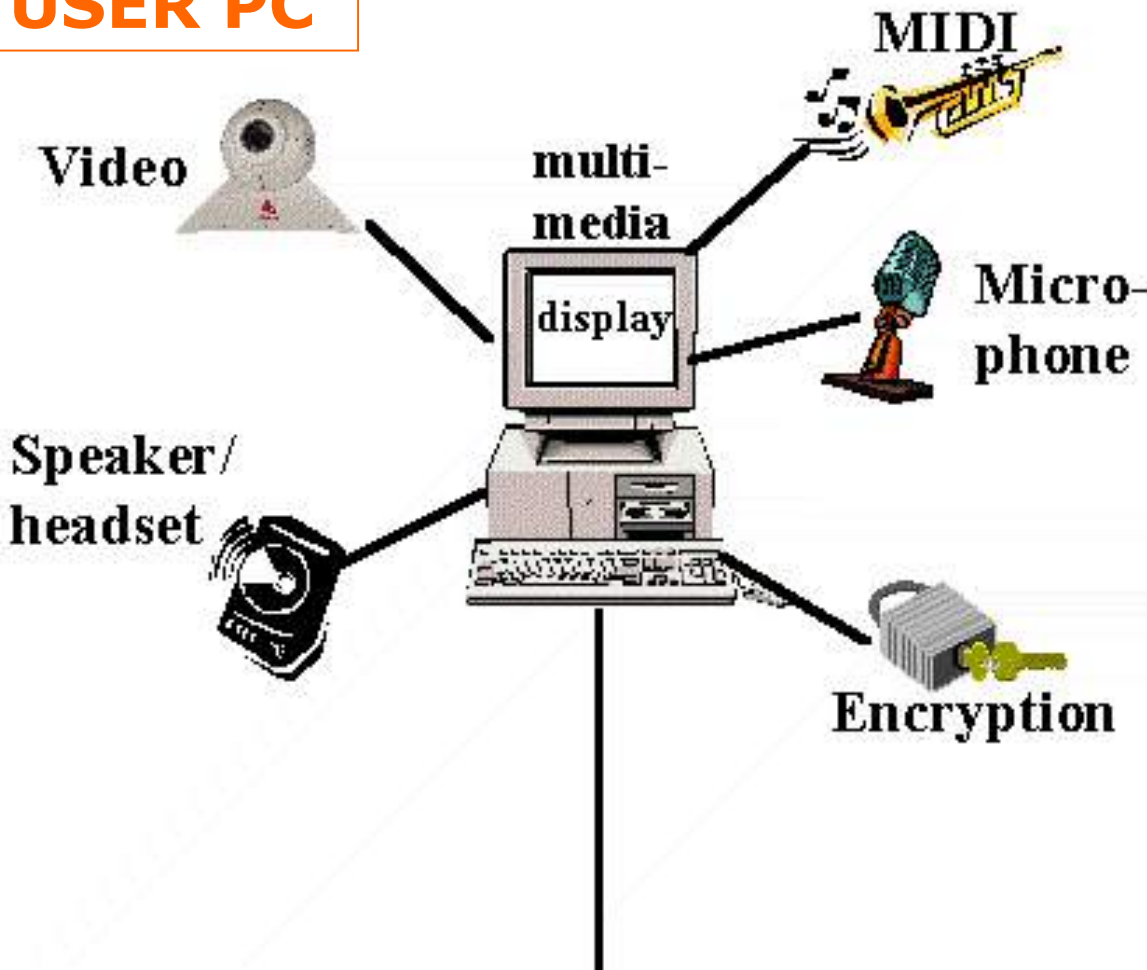 USER PC
MIDI
Video
multi-
media
display
Micro-
phone
Speaker/
headset
Encryption